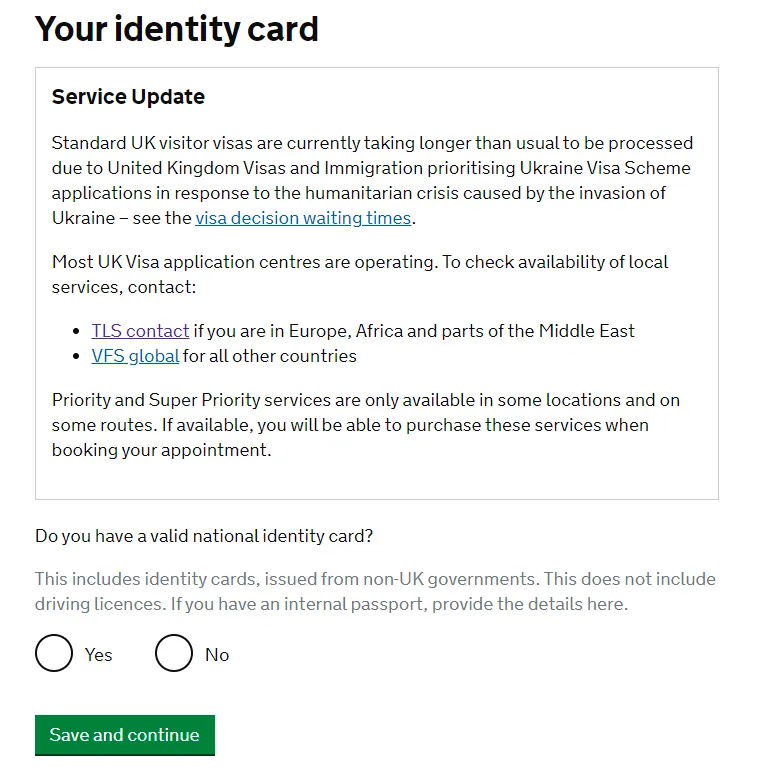 Your identity card
Service Update
Standard UK visitor visas are currently taking longer than usual to be processed
due to United Kingdom Visas and Immigration prioritising Ukraine Visa Scheme
applications in response to the humanitarian crisis caused by the invasion of
Ukraine – see the visa decision waiting times.
Most UK Visa application centres are operating. To check availability of local
services, contact:
• TLS contact if you are in Europe, Africa and parts of the Middle East
• VFS global for all other countries
Priority and Super Priority services are only available in some locations and on
some routes. If available, you will be able to purchase these services when
booking your appointment.
Do you have a valid national identity card?
This includes identity cards, issued from non-UK governments. This does not include
driving licences. If you have an internal passport, provide the details here.
Yes No
Save and continue